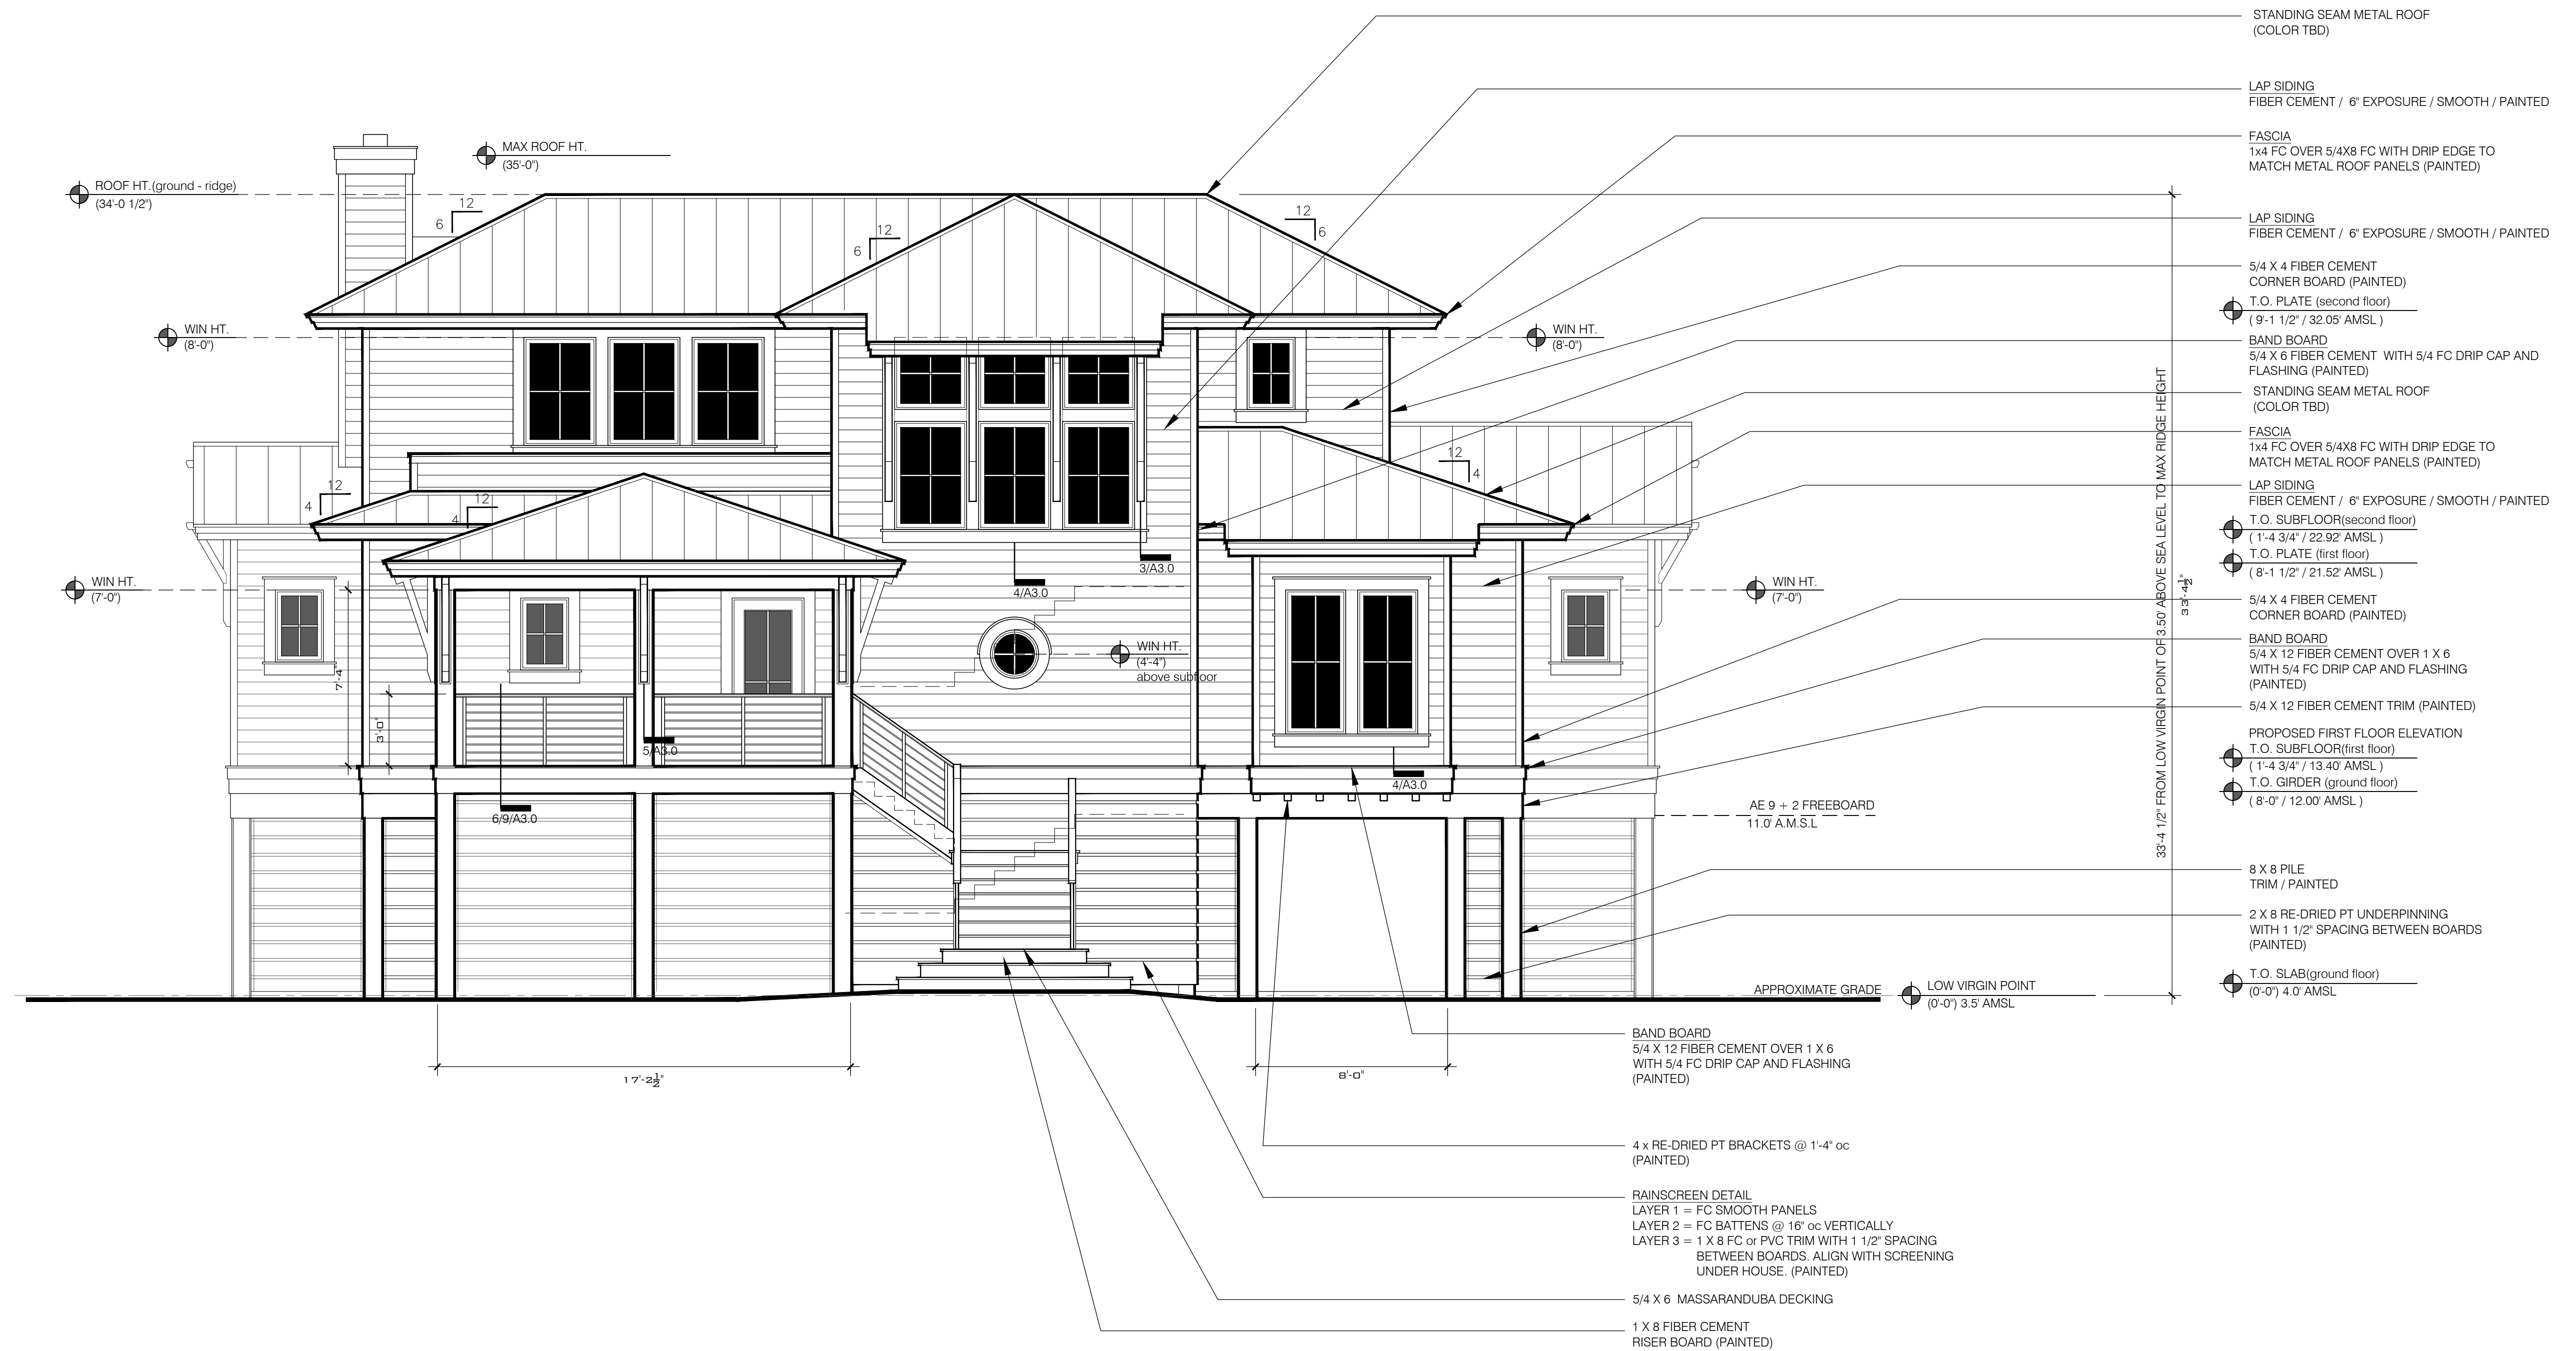 STANDING SEAM METAL ROOF
(COLOR TBD)
LAP SIDING
FIBER CEMENT / 6" EXPOSURE / SMOOTH / PAINTED
FASCIA
1x4 FC OVER 5/4X8 FC WITH DRIP EDGE TO
MATCH METAL ROOF PANELS (PAINTED)
LAP SIDING
FIBER CEMENT / 6" EXPOSURE / SMOOTH / PAINTED
5/4 X 4 FIBER CEMENT
CORNER BOARD (PAINTED)
T.O. PLATE (second floor)
( 9'-1 1/2" / 32.05' AMSL )
BAND BOARD
5/4 X 6 FIBER CEMENT WITH 5/4 FC DRIP CAP AND
FLASHING (PAINTED)
STANDING SEAM METAL ROOF
(COLOR TBD)
FASCIA
1x4 FC OVER 5/4X8 FC WITH DRIP EDGE TO
MATCH METAL ROOF PANELS (PAINTED)
LAP SIDING
FIBER CEMENT / 6" EXPOSURE / SMOOTH / PAINTED
T.O. SUBFLOOR(second floor)
( 1'-4 3/4" / 22.92' AMSL )
T.O. PLATE (first floor)
( 8'-1 1/2" / 21.52' AMSL )
5/4 X 4 FIBER CEMENT
CORNER BOARD (PAINTED)
BAND BOARD
5/4 X 12 FIBER CEMENT OVER 1 X 6
WITH 5/4 FC DRIP CAP AND FLASHING
(PAINTED)
5/4 X 12 FIBER CEMENT TRIM (PAINTED)
PROPOSED FIRST FLOOR ELEVATION
T.O. SUBFLOOR(first floor)
( 1'-4 3/4" / 13.40' AMSL )
T.O. GIRDER (ground floor)
( 8'-0" / 12.00' AMSL )
8 X 8 PILE
TRIM / PAINTED
2 X 8 RE-DRIED PT UNDERPINNING
WITH 1 1/2" SPACING BETWEEN BOARDS
(PAINTED)
T.O. SLAB(ground floor)
(0'-0") 4.0' AMSL
33'-4 1/2" FROM LOW VIRGIN POINT OF 3.50' ABOVE SEA LEVEL TO MAX RIDGE HEIGHT
33'-4 1/2"
MAX ROOF HT.
(35'-0")
ROOF HT.(ground - ridge)
(34'-0 1/2")
12
6
12
6
12
6
WIN HT.
(8'-0")
WIN HT.
(8'-0")
12
4
12
4
12
4
3/A3.0
4/A3.0
WIN HT.
(7'-0")
WIN HT.
(7'-0")
WIN HT.
(4'-4")
above subfloor
7'-4"
3'-0"
5/A3.0
4/A3.0
6/9/A3.0
AE 9 + 2 FREEBOARD
11.0' A.M.S.L
APPROXIMATE GRADE
LOW VIRGIN POINT
(0'-0") 3.5' AMSL
17'-2 1/2"
8'-0"
BAND BOARD
5/4 X 12 FIBER CEMENT OVER 1 X 6
WITH 5/4 FC DRIP CAP AND FLASHING
(PAINTED)
4 x RE-DRIED PT BRACKETS @ 1'-4" oc
(PAINTED)
RAINSCREEN DETAIL
LAYER 1 = FC SMOOTH PANELS
LAYER 2 = FC BATTENS @ 16" oc VERTICALLY
LAYER 3 = 1 X 8 FC or PVC TRIM WITH 1 1/2" SPACING
BETWEEN BOARDS. ALIGN WITH SCREENING
UNDER HOUSE. (PAINTED)
5/4 X 6 MASSARANDUBA DECKING
1 X 8 FIBER CEMENT
RISER BOARD (PAINTED)